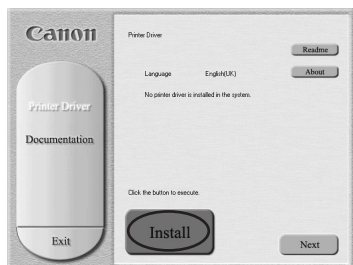 Canon
Printer Driver
Readme
Language English(UK)
About
No printer driver is installed in the system.
Printer Driver
Documentation
Click the button to execute.
Install
Exit
Next